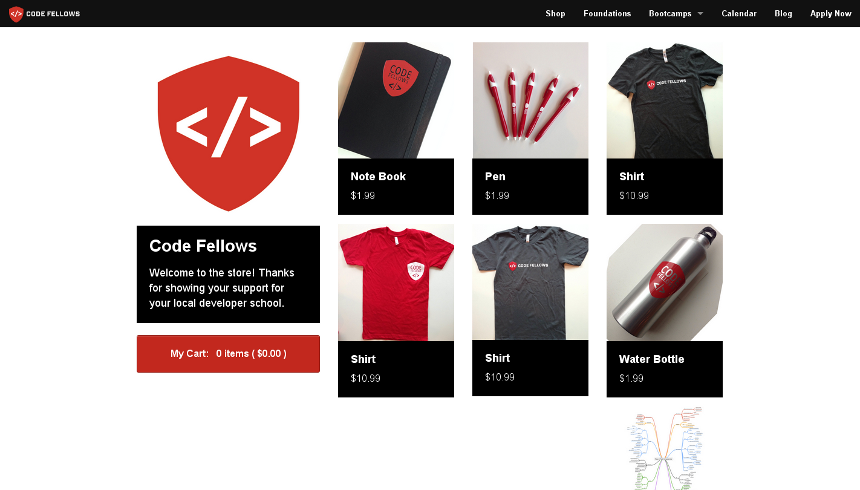 CODE FELLOWS
Shop Foundations Bootcamps Calendar Blog Apply Now
</>
Code Fellows
Welcome to the store! Thanks
for showing your support for
your local developer school.
My Cart: 0 items ( $0.00 )
CODE
FELLOWS
</>
Note Book
$1.99
Pen
$1.99
</> CODE FELLOWS
Shirt
$10.99
</>
Shirt
$10.99
</> CODE FELLOWS
Shirt
$10.99
</>
Water Bottle
$1.99